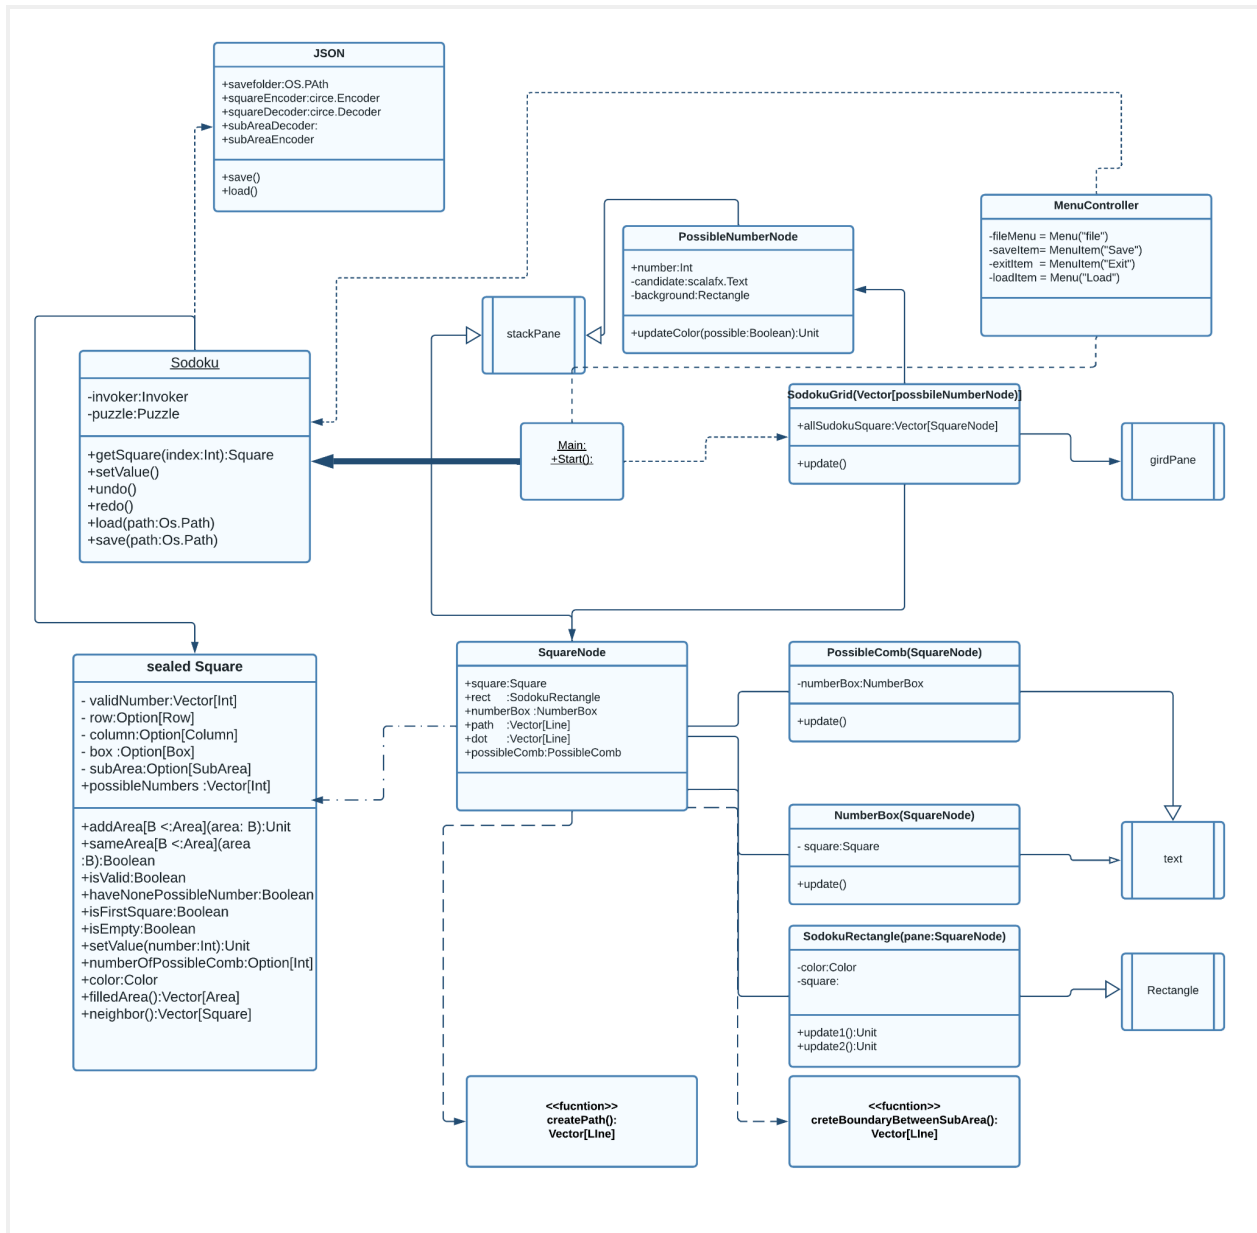 JSON
+savefolder:OS.PAth
+squareEncoder:circe.Encoder
+squareDecoder:circe.Decoder
+subAreaDecoder:
+subAreaEncoder
+save()
+load()
MenuController
-fileMenu = Menu("file")
-saveItem= MenuItem("Save")
-exitItem  = MenuItem("Exit")
-loadItem = Menu("Load")
PossibleNumberNode
+number:Int
-candidate:scalafx.Text
-background:Rectangle
+updateColor(possible:Boolean):Unit
stackPane
Sodoku
-invoker:Invoker
-puzzle:Puzzle
+getSquare(index:Int):Square
+setValue()
+undo()
+redo()
+load(path:Os.Path)
+save(path:Os.Path)
Main:
+Start():
SodokuGrid(Vector[possbileNumberNode)]
+allSudokuSquare:Vector[SquareNode]
+update()
girdPane
sealed Square
- validNumber:Vector[Int]
- row:Option[Row]
- column:Option[Column]
- box :Option[Box]
- subArea:Option[SubArea]
+possibleNumbers :Vector[Int]
+addArea[B <:Area](area: B):Unit
+sameArea[B <:Area](area
:B):Boolean
+isValid:Boolean
+haveNonePossibleNumber:Boolean
+isFirstSquare:Boolean
+isEmpty:Boolean
+setValue(number:Int):Unit
+numberOfPossibleComb:Option[Int]
+color:Color
+filledArea():Vector[Area]
+neighbor():Vector[Square]
SquareNode
+square:Square
+rect     :SodokuRectangle
+numberBox :NumberBox
+path    :Vector[Line]
+dot      :Vector[Line]
+possibleComb:PossibleComb
PossibleComb(SquareNode)
-numberBox:NumberBox
+update()
NumberBox(SquareNode)
- square:Square
+update()
text
SodokuRectangle(pane:SquareNode)
-color:Color
-square:
+update1():Unit
+update2():Unit
Rectangle
<<fucntion>>
createPath():
Vector[LIne]
<<fucntion>>
creteBoundaryBetweenSubArea():
Vector[LIne]